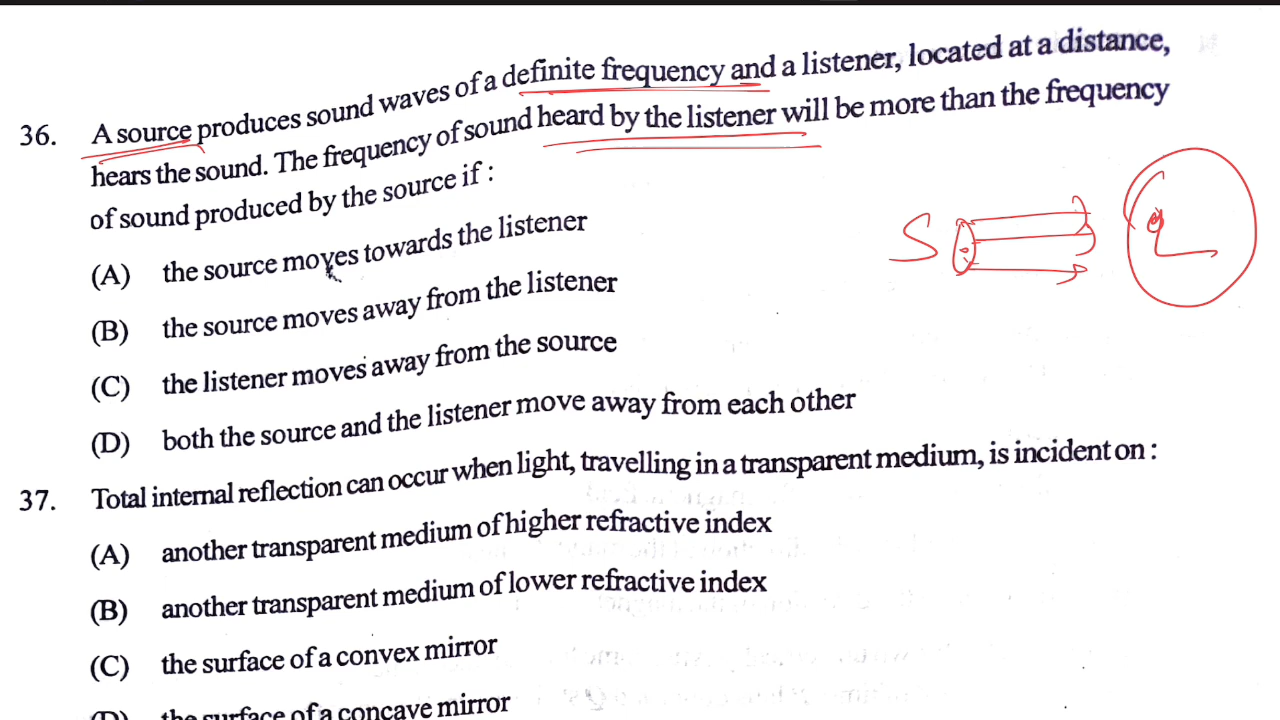 36. A source produces sound waves of a definite frequency and a listener, located at a distance,
hears the sound. The frequency of sound heard by the listener will be more than the frequency
of sound produced by the source if :
(A) the source moves towards the listener
(B) the source moves away from the listener
(C) the listener moves away from the source
(D) both the source and the listener move away from each other
S L
37. Total internal reflection can occur when light, travelling in a transparent medium, is incident on :
(A) another transparent medium of higher refractive index
(B) another transparent medium of lower refractive index
(C) the surface of a convex mirror
(D) the surface of a concave mirror